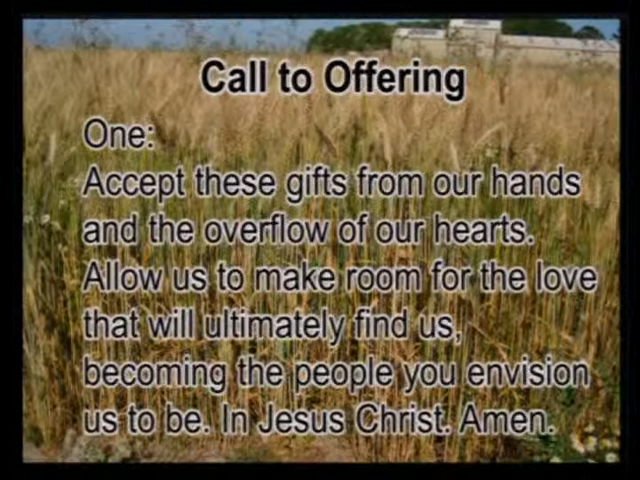 Call to Offering
One:
Accept these gifts from our hands
and the overflow of our hearts.
Allow us to make room for the love
that will ultimately find us,
becoming the people you envision
us to be. In Jesus Christ. Amen.